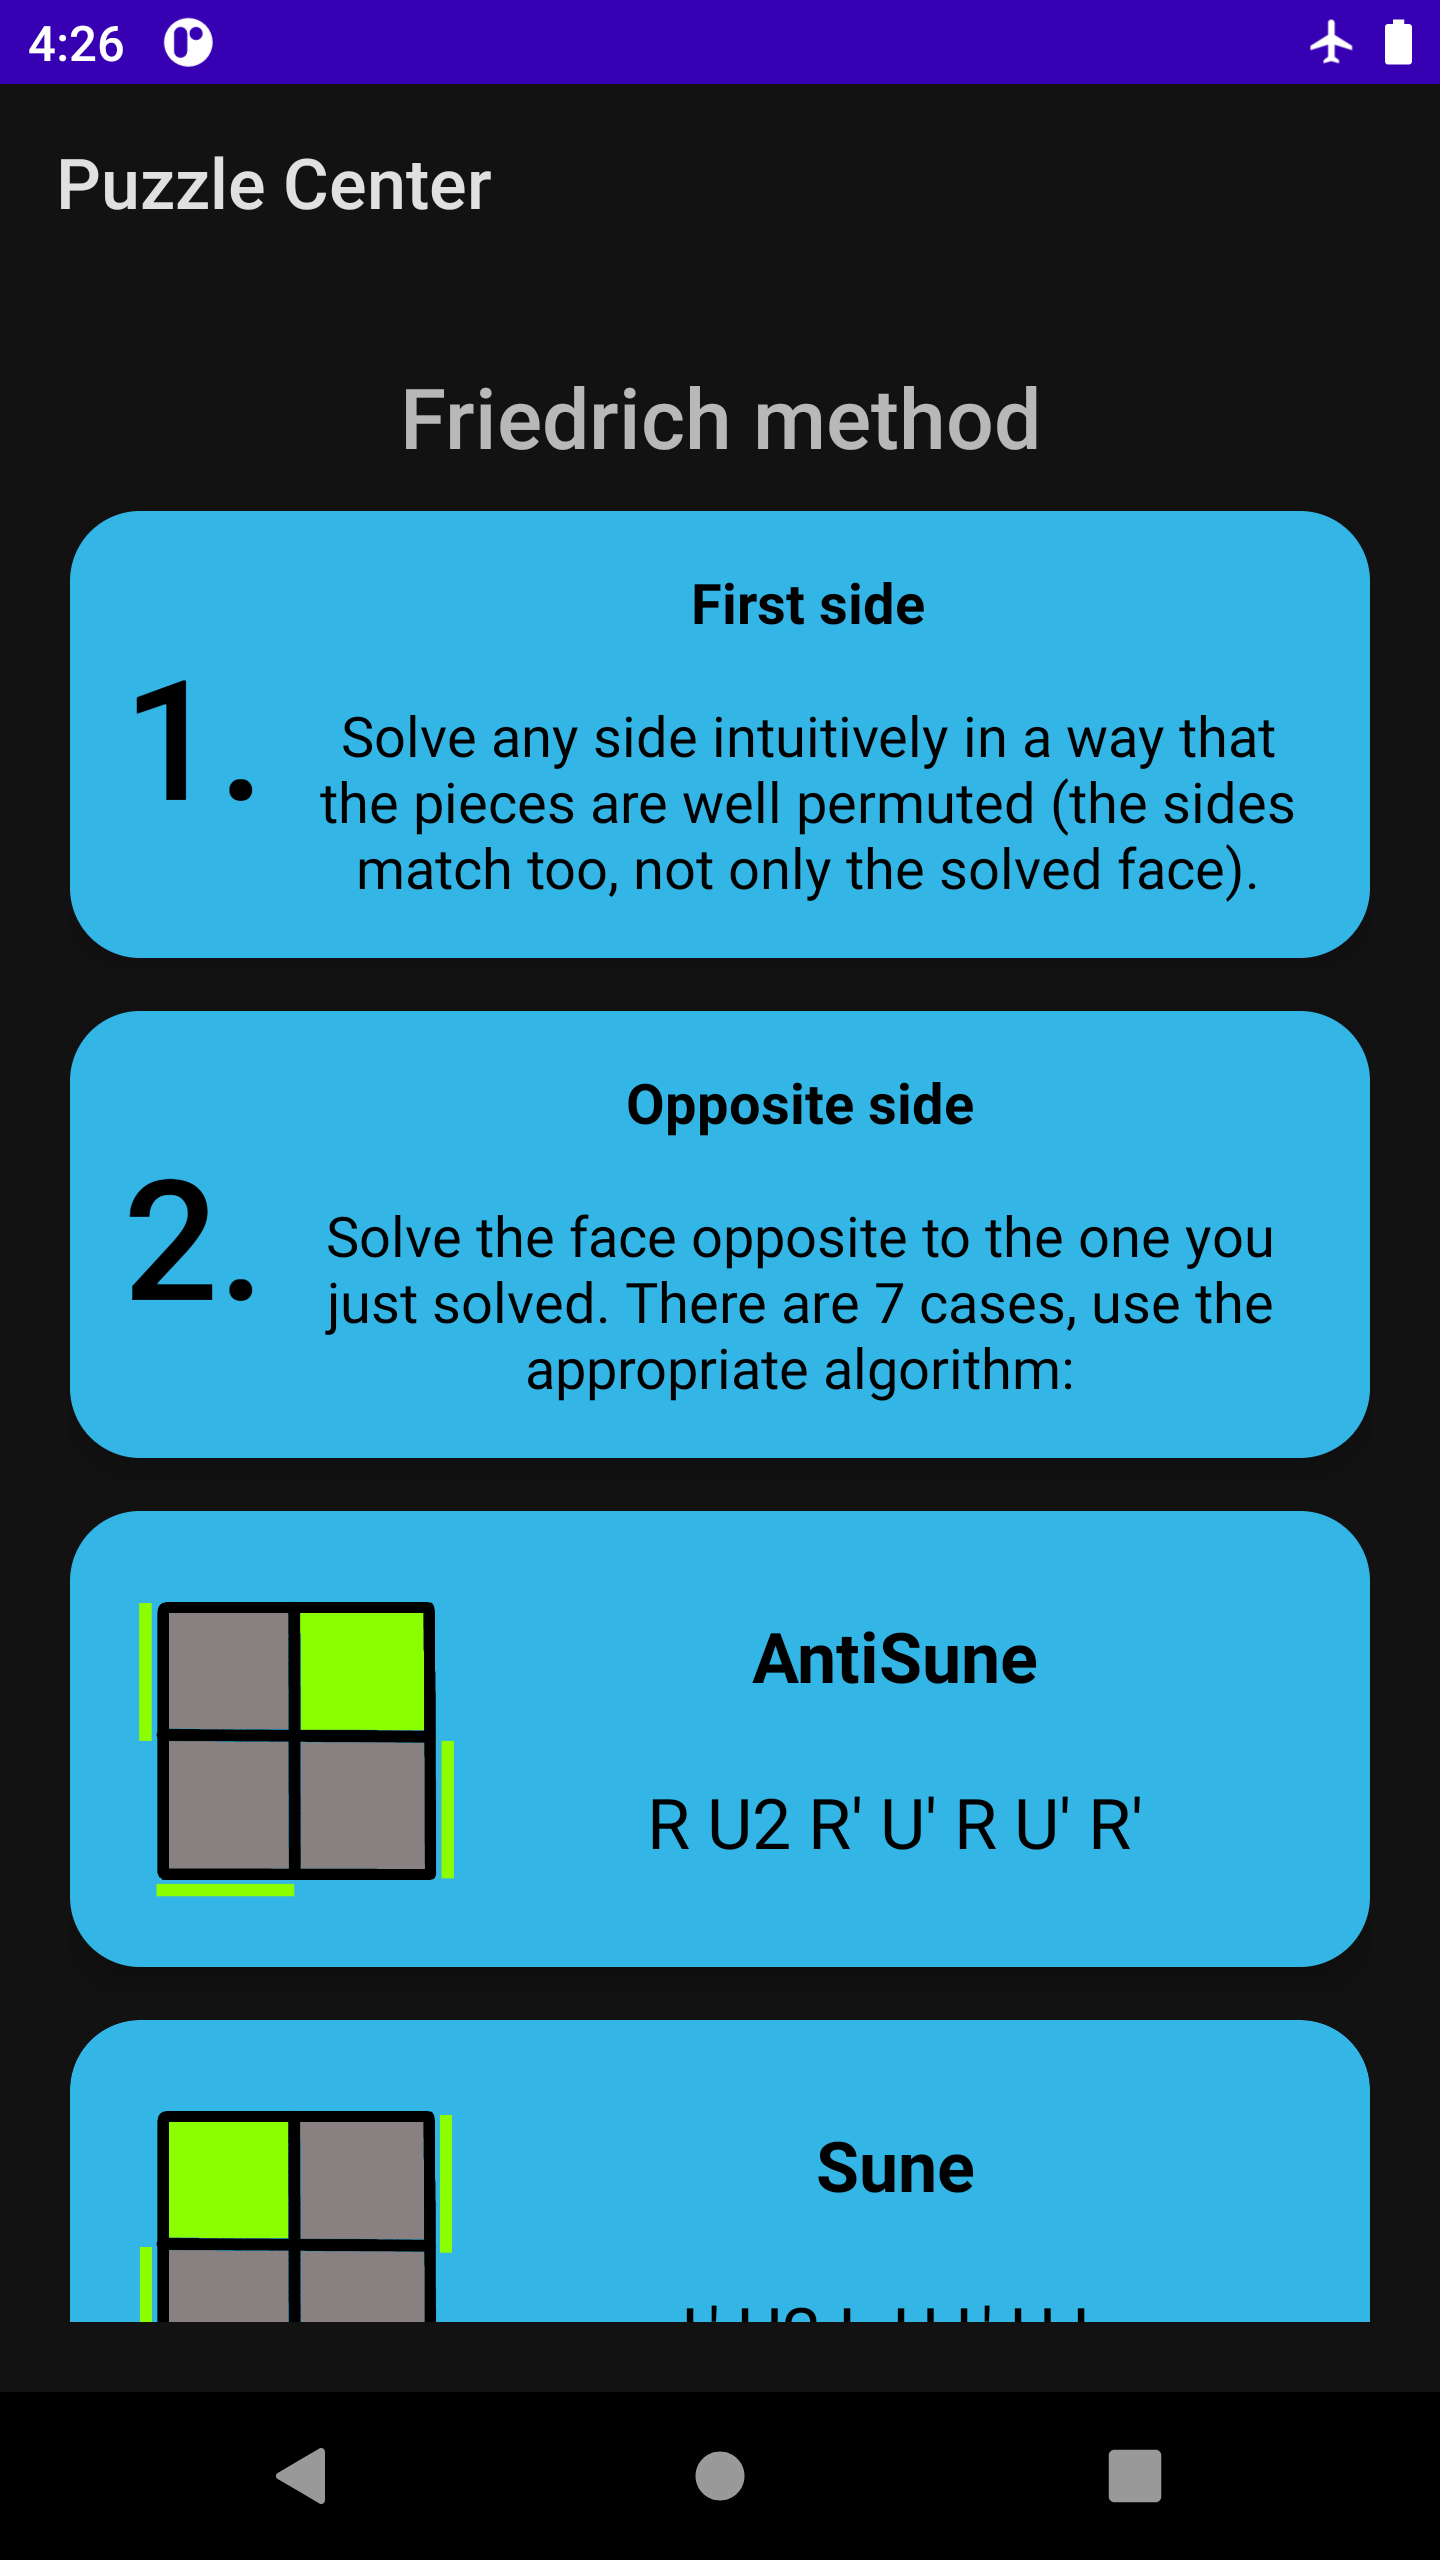 4:26
Puzzle Center
Friedrich method
First side
1.
Solve any side intuitively in a way that
the pieces are well permuted (the sides
match too, not only the solved face).
Opposite side
2.
Solve the face opposite to the one you
just solved. There are 7 cases, use the
appropriate algorithm:
AntiSune
R U2 R' U' R U' R'
Sune